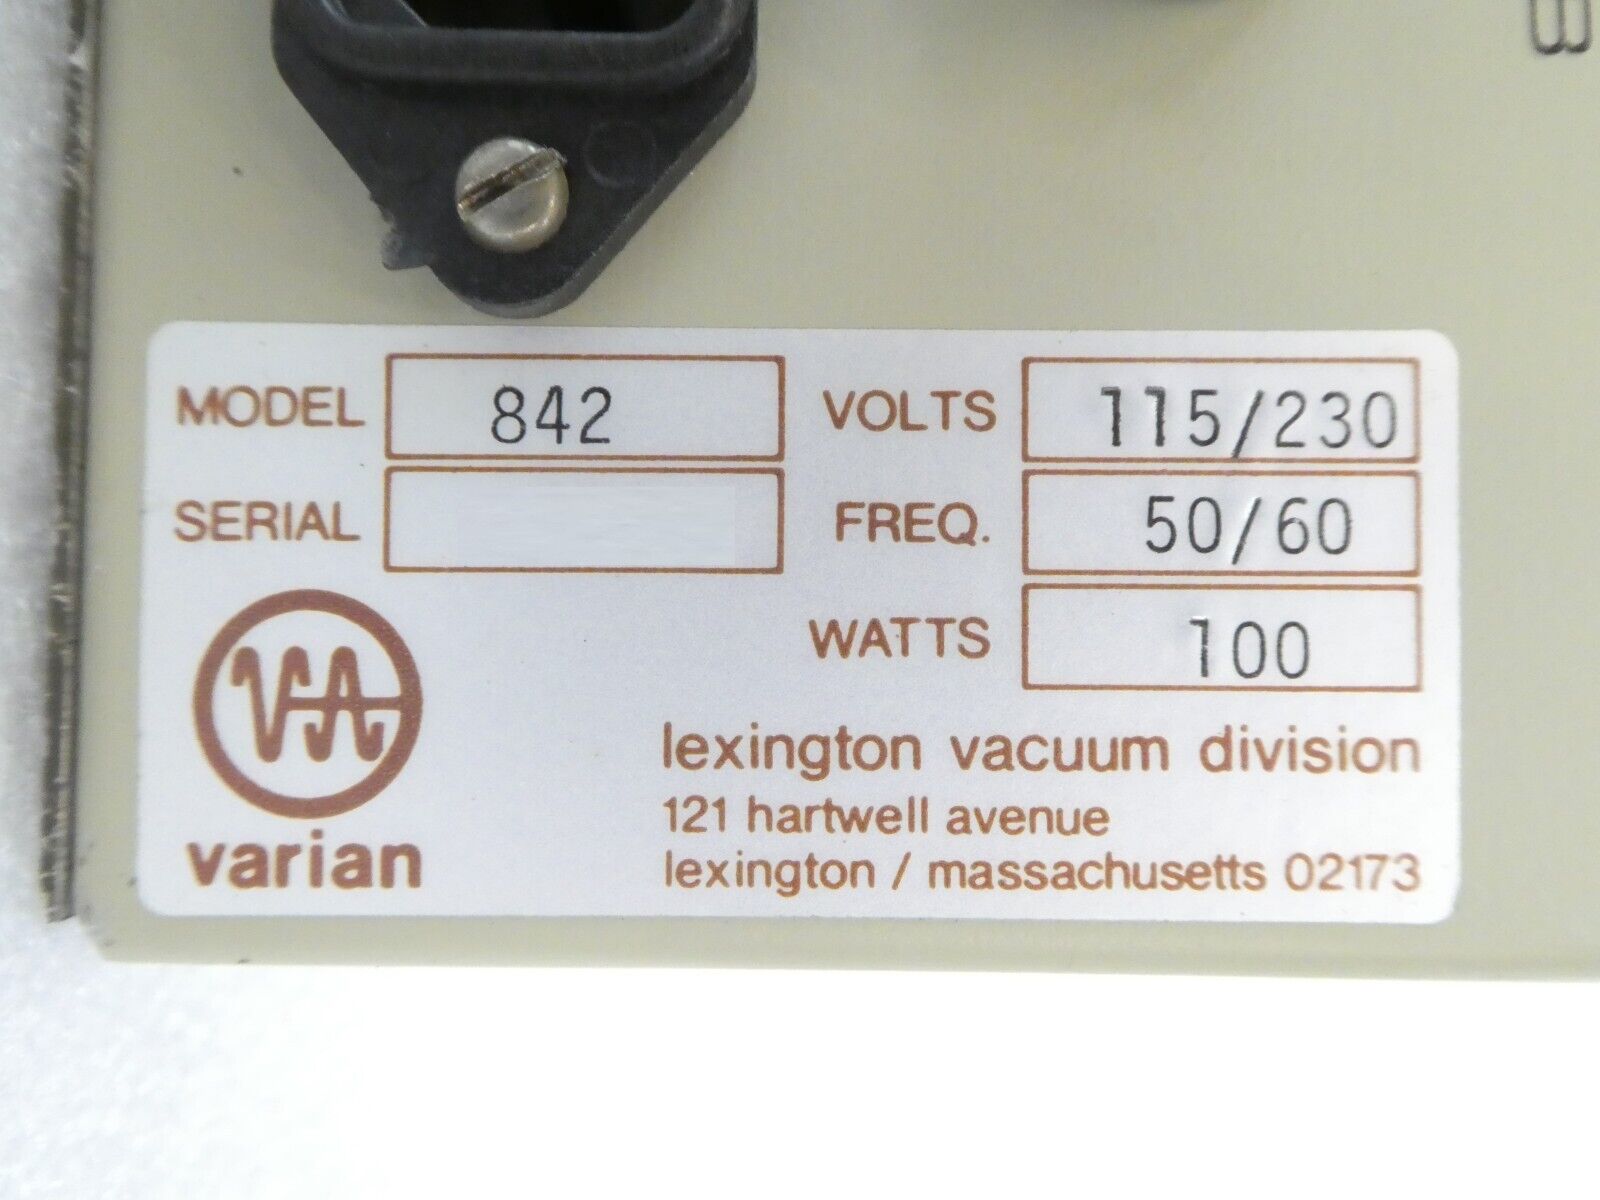 MODEL 842 VOLTS 115/230
SERIAL FREQ. 50/60
WATTS 100
VA
varian
lexington vacuum division
121 hartwell avenue
lexington / massachusetts 02173